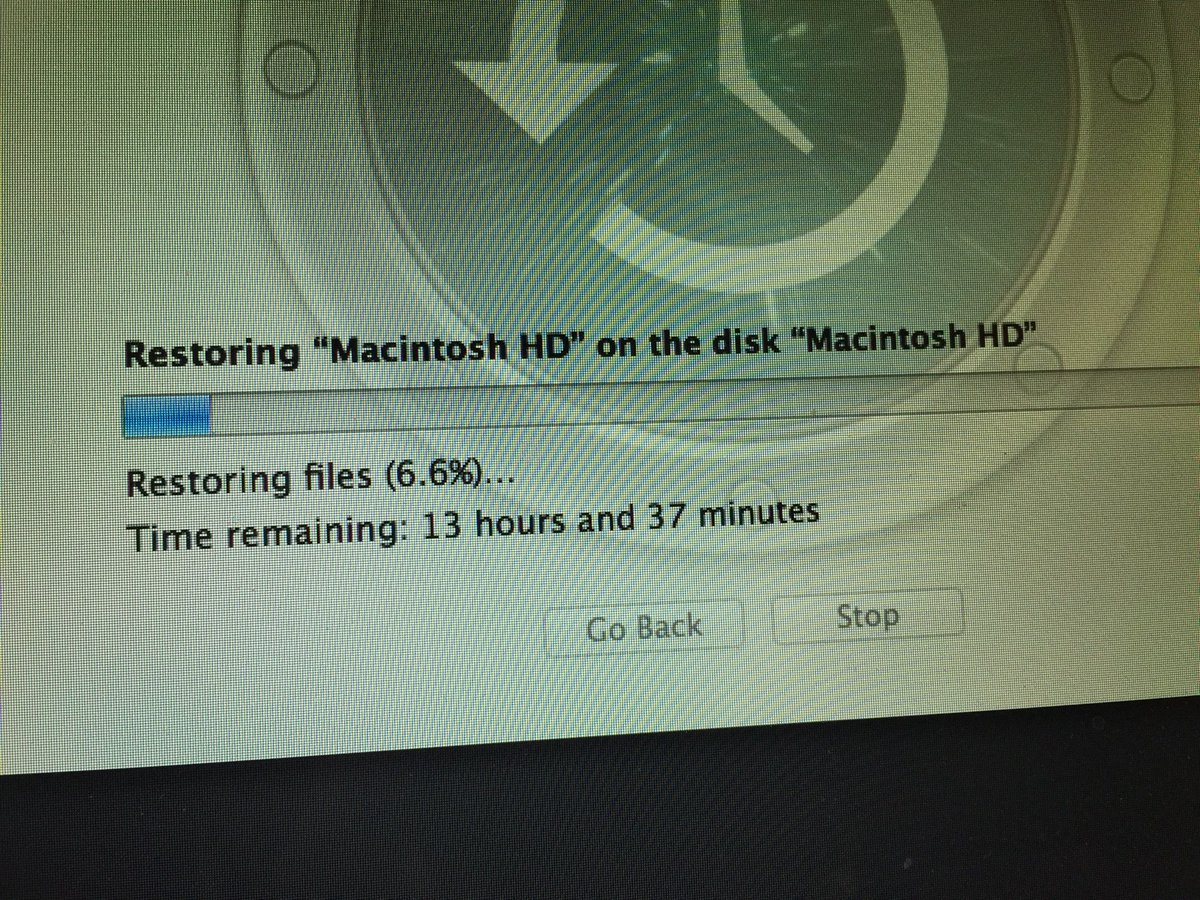 Restoring “Macintosh HD” on the disk “Macintosh HD”
Restoring files (6.6%)...
Time remaining: 13 hours and 37 minutes
Go Back
Stop